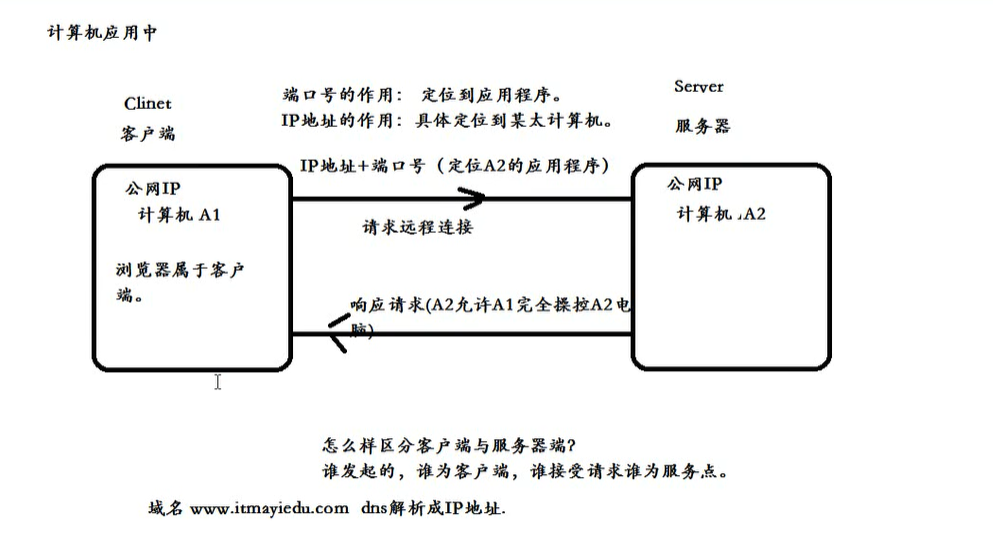 计算机应用中
Clinet
客户端
端口号的作用： 定位到应用程序。
IP地址的作用：具体定位到某太计算机。
Server
服务器
IP地址+端口号（定位A2的应用程序）
公网IP
计算机 A1
浏览器属于客户
端。
请求远程连接
响应请求(A2允许A1完全操控A2电
脑)
公网IP
计算机 A2
怎么样区分客户端与服务器端?
谁发起的，谁为客户端，谁接受请求谁为服务点。
域名 www.itmayiedu.com dns解析成IP地址.